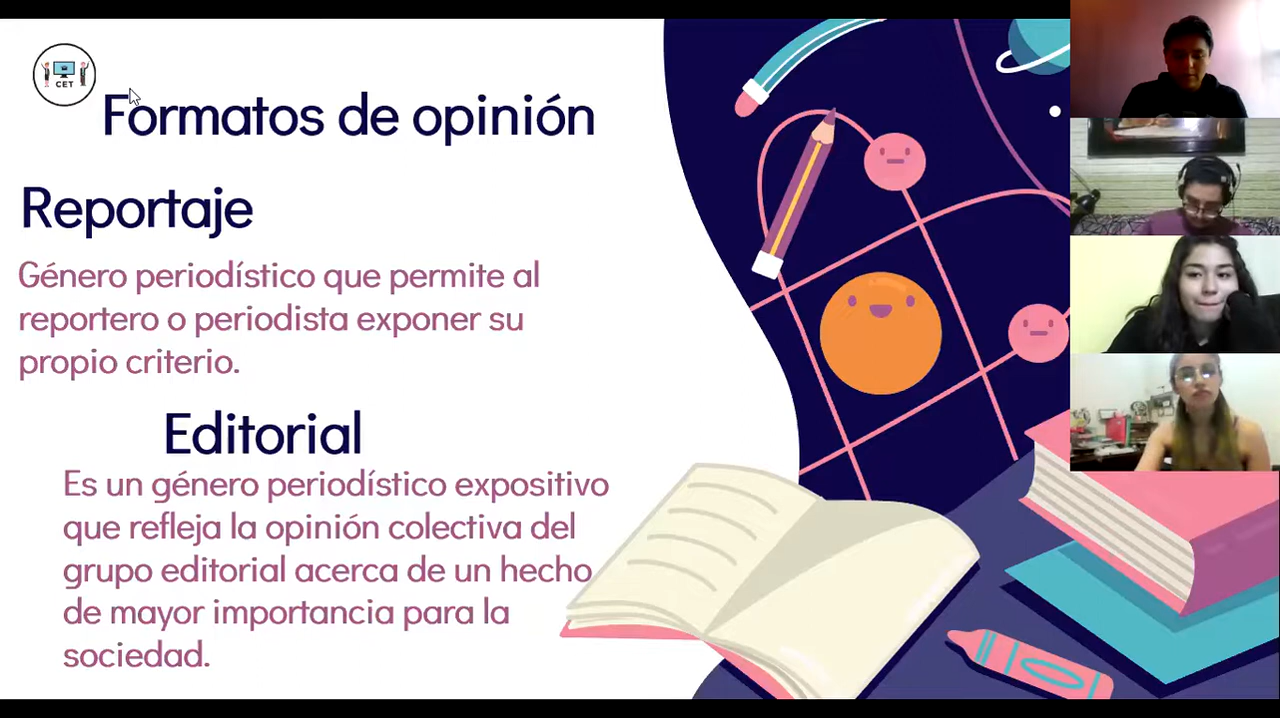 CET
Formatos de opinión
Reportaje
Género periodístico que permite al
reportero o periodista exponer su
propio criterio.
Editorial
Es un género periodístico expositivo
que refleja la opinión colectiva del
grupo editorial acerca de un hecho
de mayor importancia para la
sociedad.